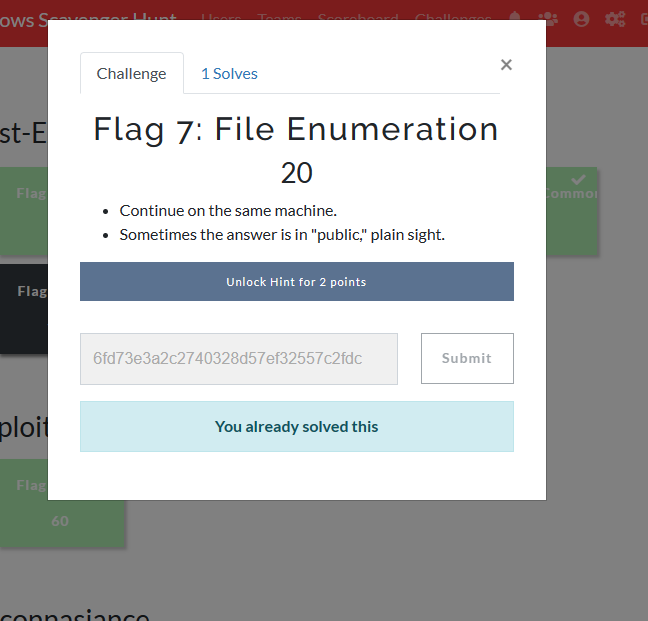 ows Scavenger Hunt Users Teams Scoreboard Challenges
Challenge 1 Solves ×
st-E
Flag 7: File Enumeration
20
Flag
Common
• Continue on the same machine.
• Sometimes the answer is in "public," plain sight.
Unlock Hint for 2 points
Flag
6fd73e3a2c2740328d57ef32557c2fdc Submit
ploit
You already solved this
Flag
60
connasiance